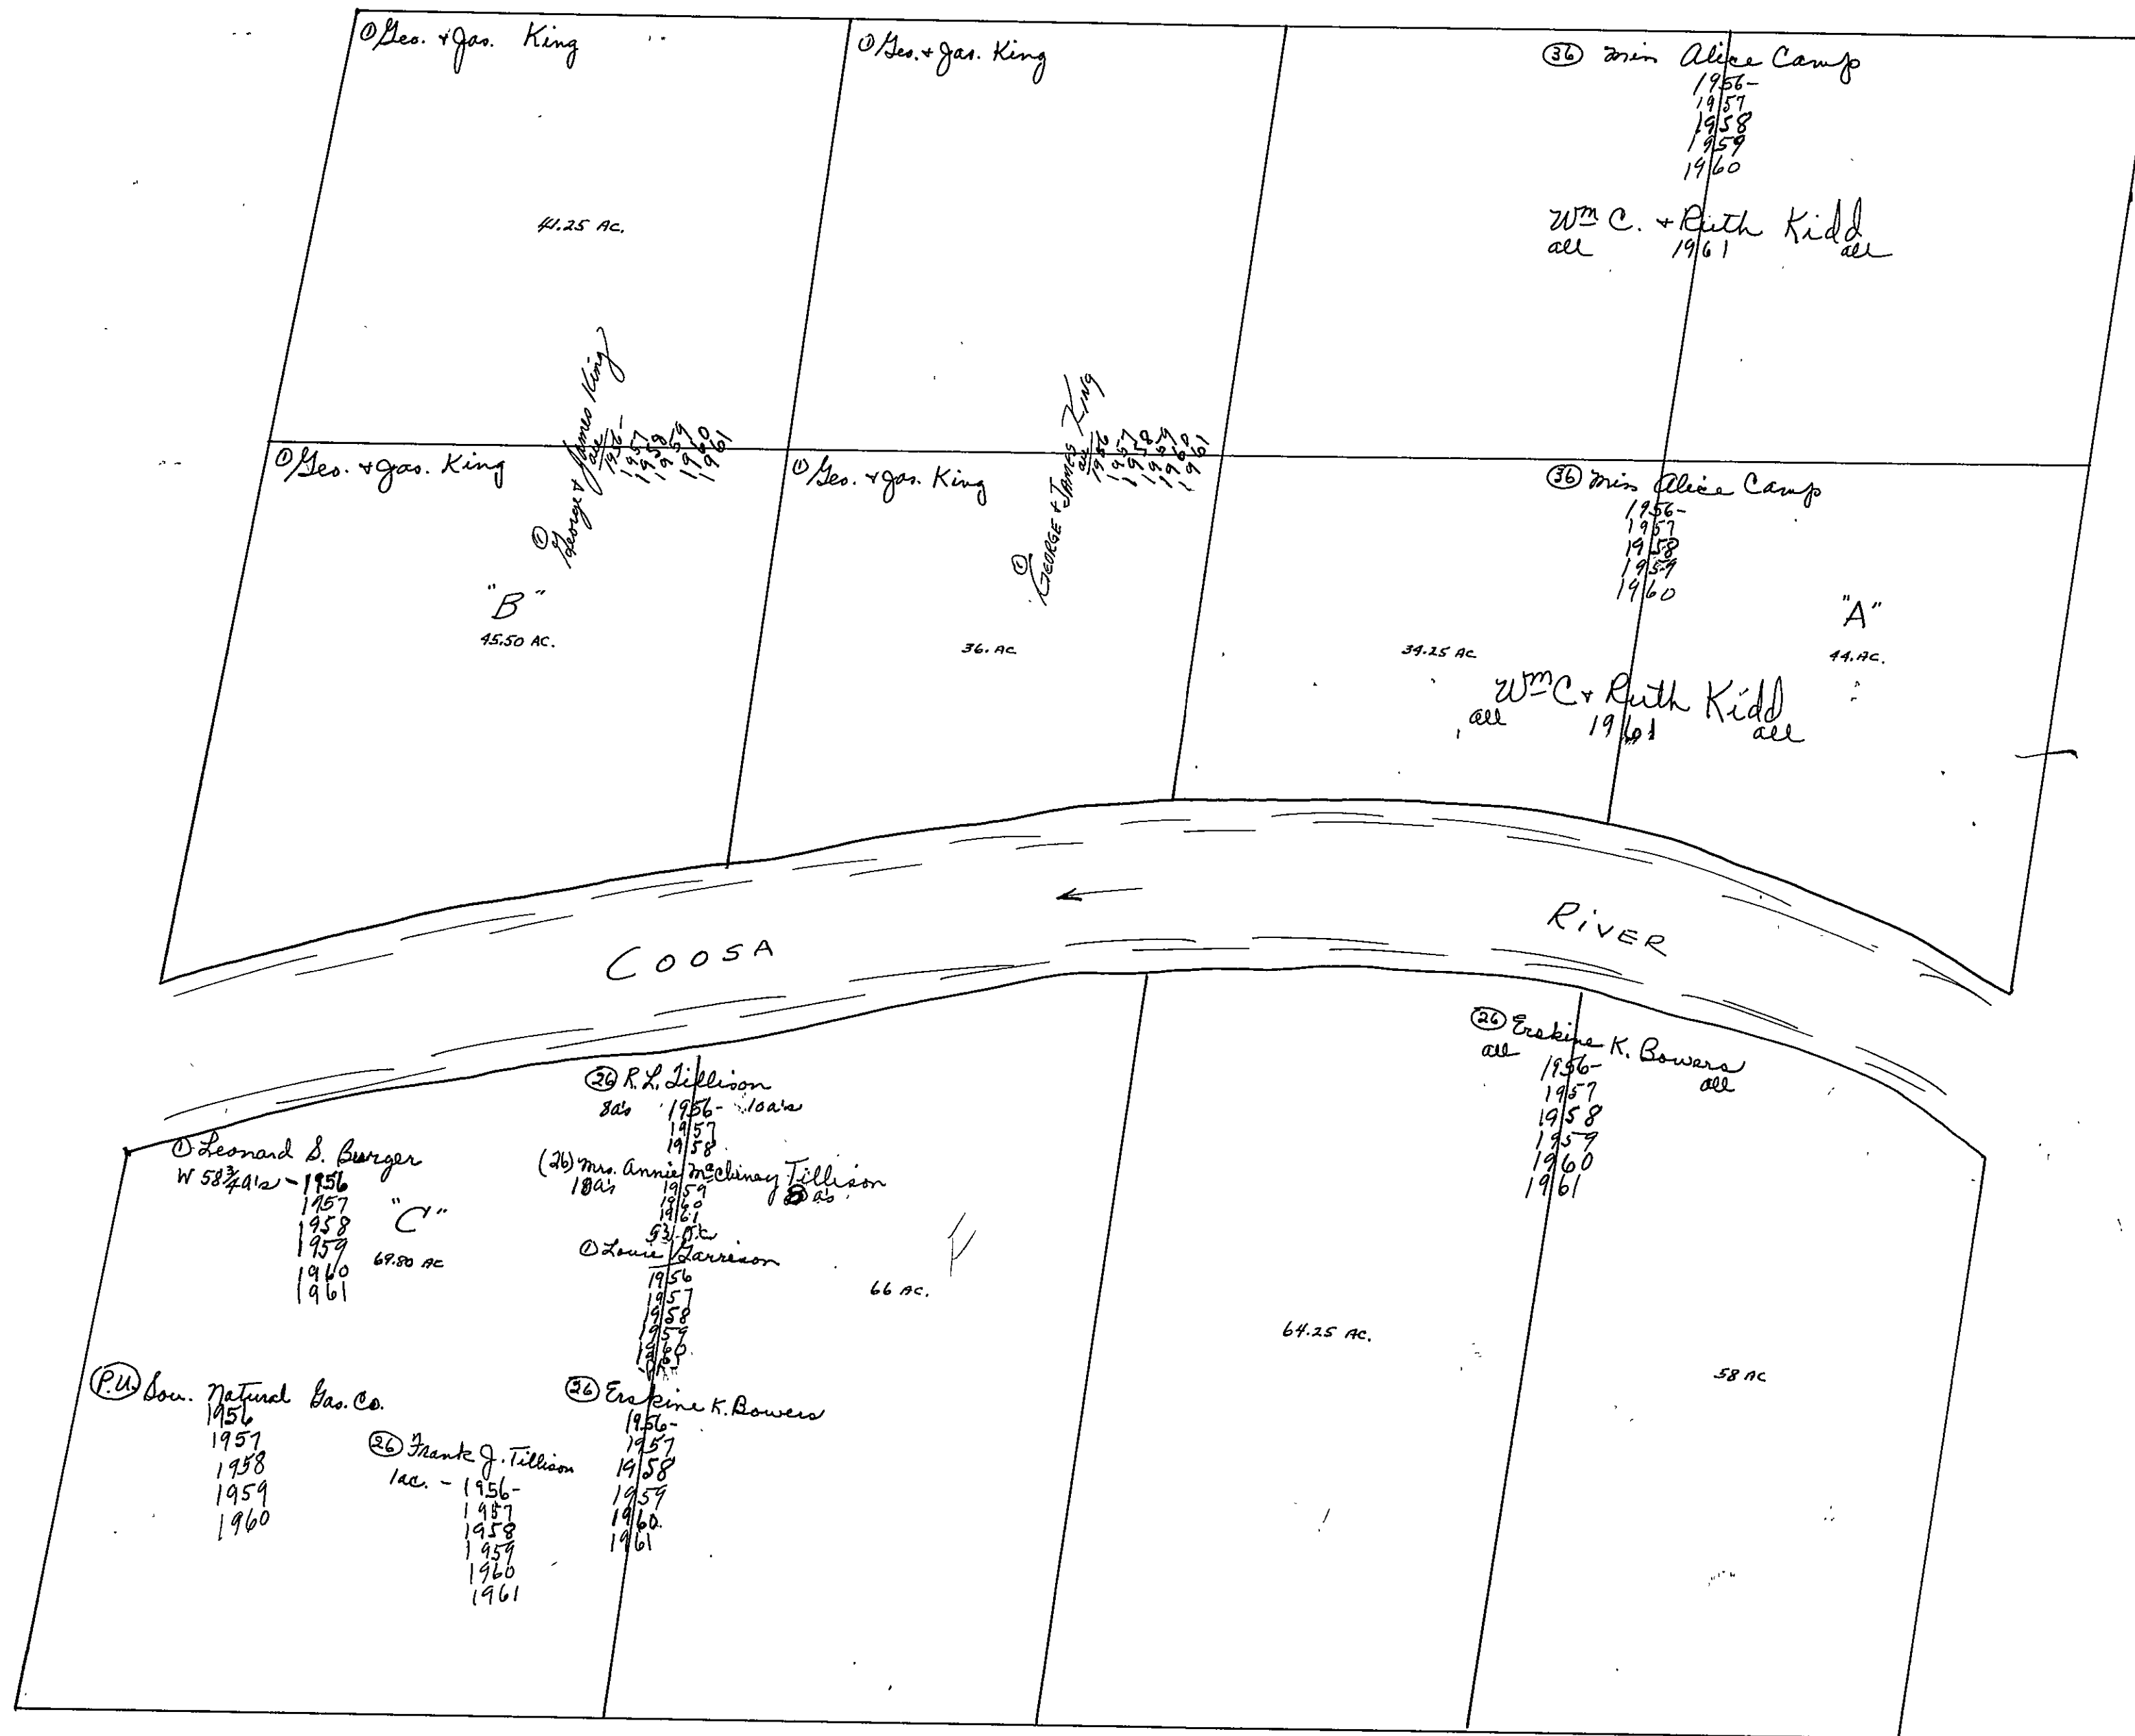 ① Geo. + Jas. King
① Geo. + Jas. King
㊱ Miss Alice Camp
1956-
1957
1958
1959
1960
Wm C. + Ruth Kidd
all 1961 all
41.25 AC.
① George + James King
all
1956-
1957
1958
1959
1960
1961
① GEORGE + JAMES KING
all
1956
1957
1958
1959
1960
1961
① Geo. + Jas. King
① Geo. + Jas. King
㊱ Miss Alice Camp
1956-
1957
1958
1959
1960
"B"
45.50 AC.
36. AC
34.25 AC
"A"
44. AC.
Wm C + Ruth Kidd
all 1961 all
COOSA RIVER
㉖ R. L. Tillison
8a's 1956- 10a's
1957
1958
(26) Mrs. Annie McChiney Tillison
10a's 8 a's
1959
1960
1961
① Louie Garrison
1956
1957
1958
1959
1960
66 AC.
㉖ Erskine K. Bowers
all all
1956-
1957
1958
1959
1960
1961
① Leonard S. Burger
W 58¾ a's - 1956
1957
1958
1959
1960
1961
"C"
69.80 AC
64.25 AC.
58 AC
(P.U.) Sou. Natural Gas. Co.
1956
1957
1958
1959
1960
㉖ Frank J. Tillison
1ac. - 1956-
1957
1958
1959
1960
1961
㉖ Erskine K. Bowers
1956-
1957
1958
1959
1960
1961